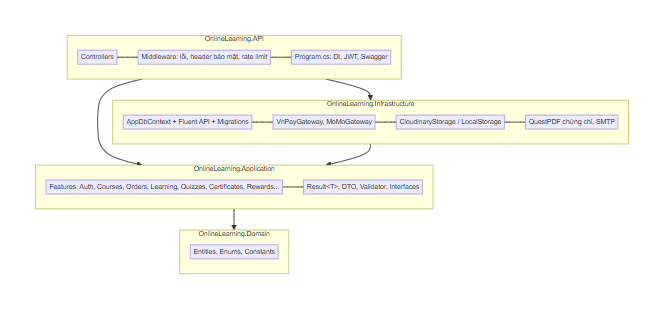 OnlineLearning.API
Controllers
Middleware: lỗi, header bảo mật, rate limit
Program.cs: DI, JWT, Swagger
OnlineLearning.Infrastructure
AppDbContext + Fluent API + Migrations
VnPayGateway, MoMoGateway
CloudinaryStorage / LocalStorage
QuestPDF chứng chỉ, SMTP
OnlineLearning.Application
Features: Auth, Courses, Orders, Learning, Quizzes, Certificates, Rewards...
Result<T>, DTO, Validator, Interfaces
OnlineLearning.Domain
Entities, Enums, Constants